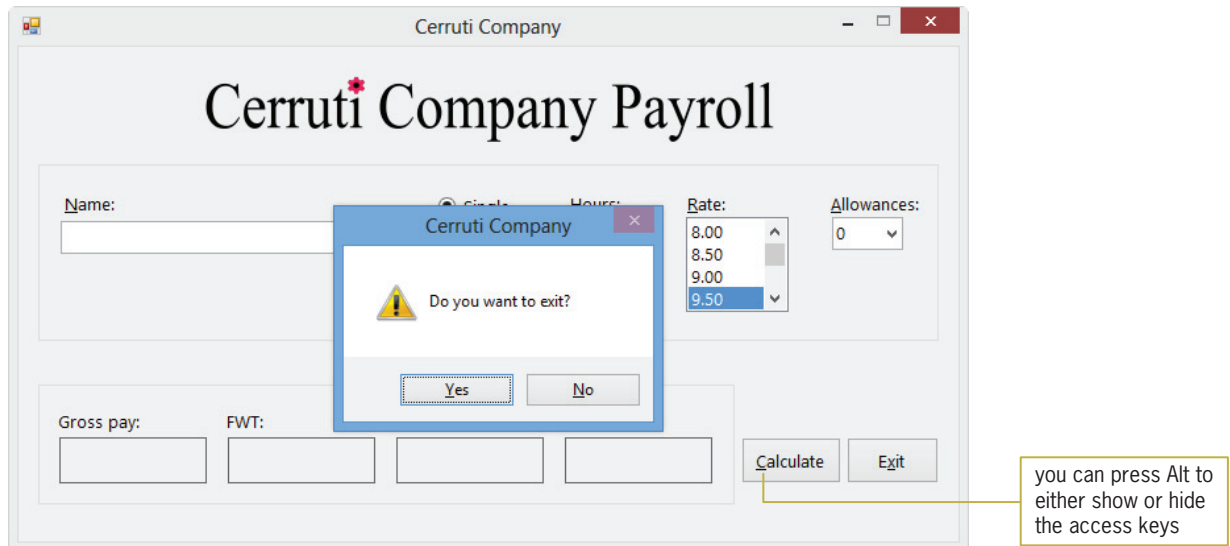 Cerruti Company
Cerruti Company Payroll
Name:
Single
Hours:
Rate:
Allowances:
8.00
8.50
9.00
9.50
0
Cerruti Company
Do you want to exit?
Yes
No
Gross pay:
FWT:
Calculate
Exit
you can press Alt to
either show or hide
the access keys